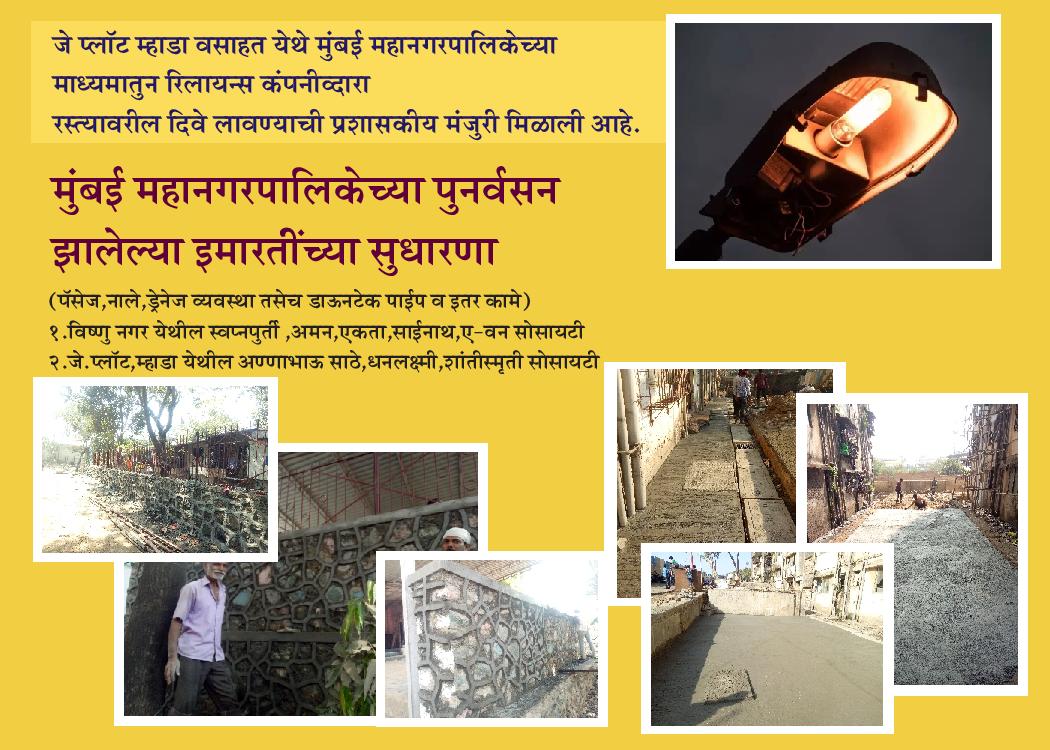 जे प्लॉट म्हाडा वसाहत येथे मुंबई महानगरपालिकेच्या
माध्यमातुन रिलायन्स कंपनीव्दारा
रस्त्यावरील दिवे लावण्याची प्रशासकीय मंजुरी मिळाली आहे.
मुंबई महानगरपालिकेच्या पुनर्वसन
झालेल्या इमारतींच्या सुधारणा
(पॅसेज,नाले,ड्रेनेज व्यवस्था तसेच डाऊनटेक पाईप व इतर कामे)
१.विष्णु नगर येथील स्वप्नपुर्ती ,अमन,एकता,साईनाथ,ए-वन सोसायटी
२.जे.प्लॉट,म्हाडा येथील अण्णाभाऊ साठे,धनलक्ष्मी,शांतीस्मृती सोसायटी